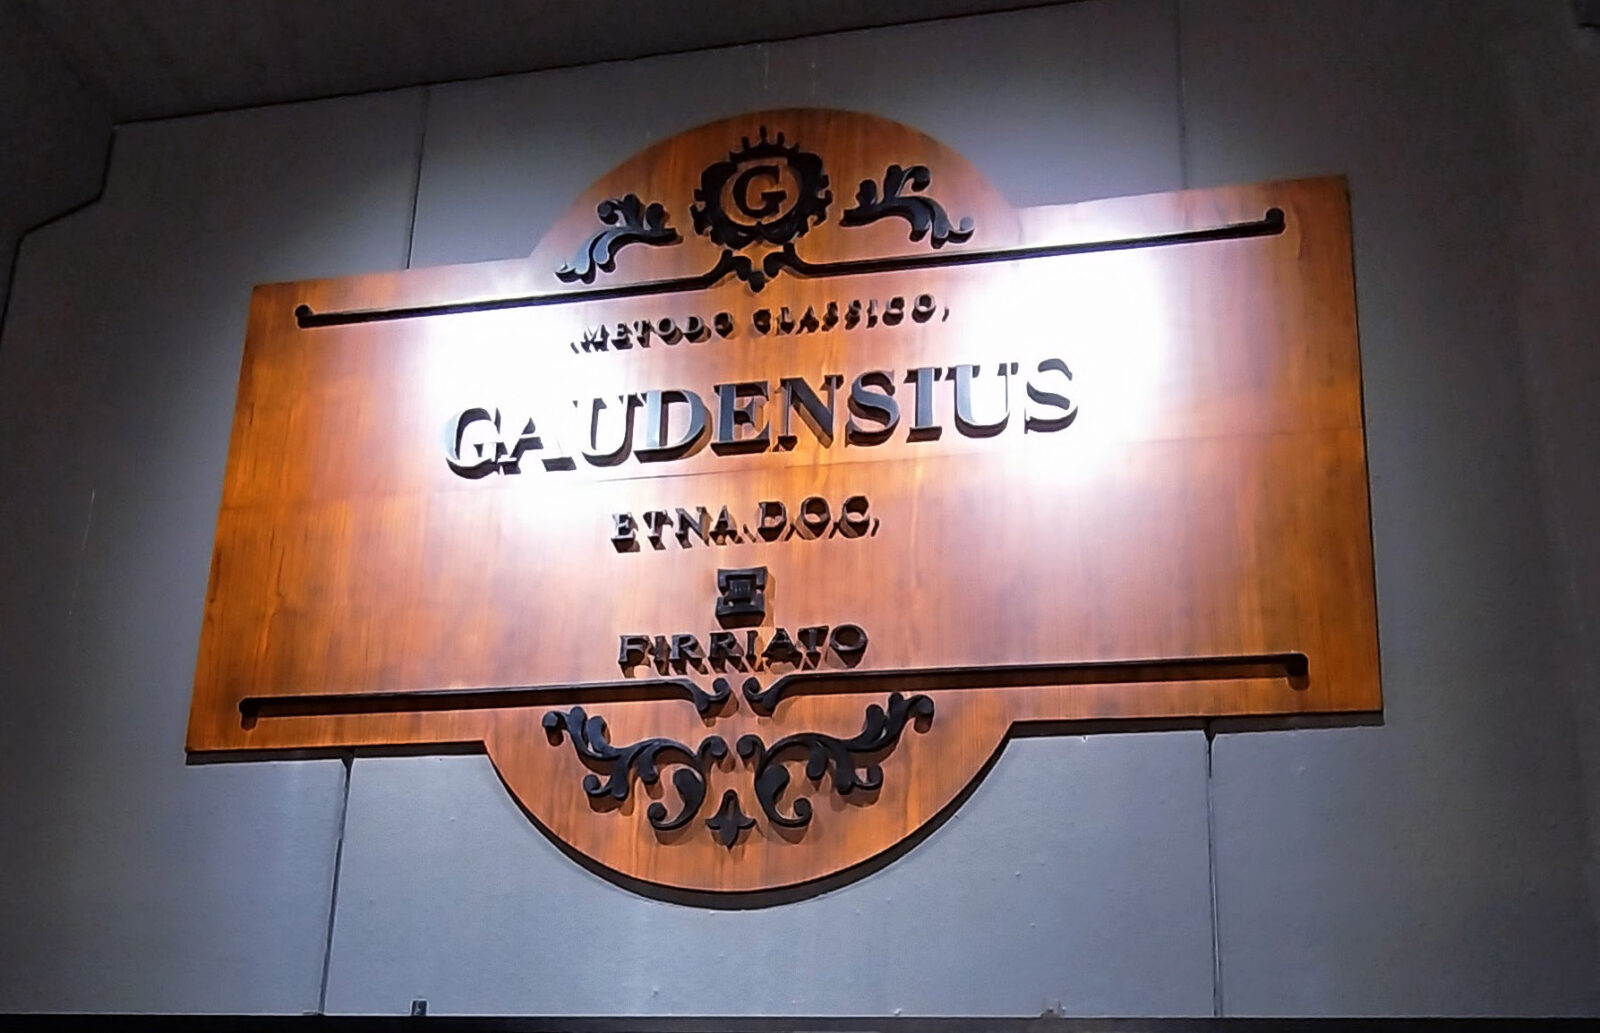 G
METODO CLASSICO
GAUDENSIUS
ETNA D.O.C.
FIRRIATO